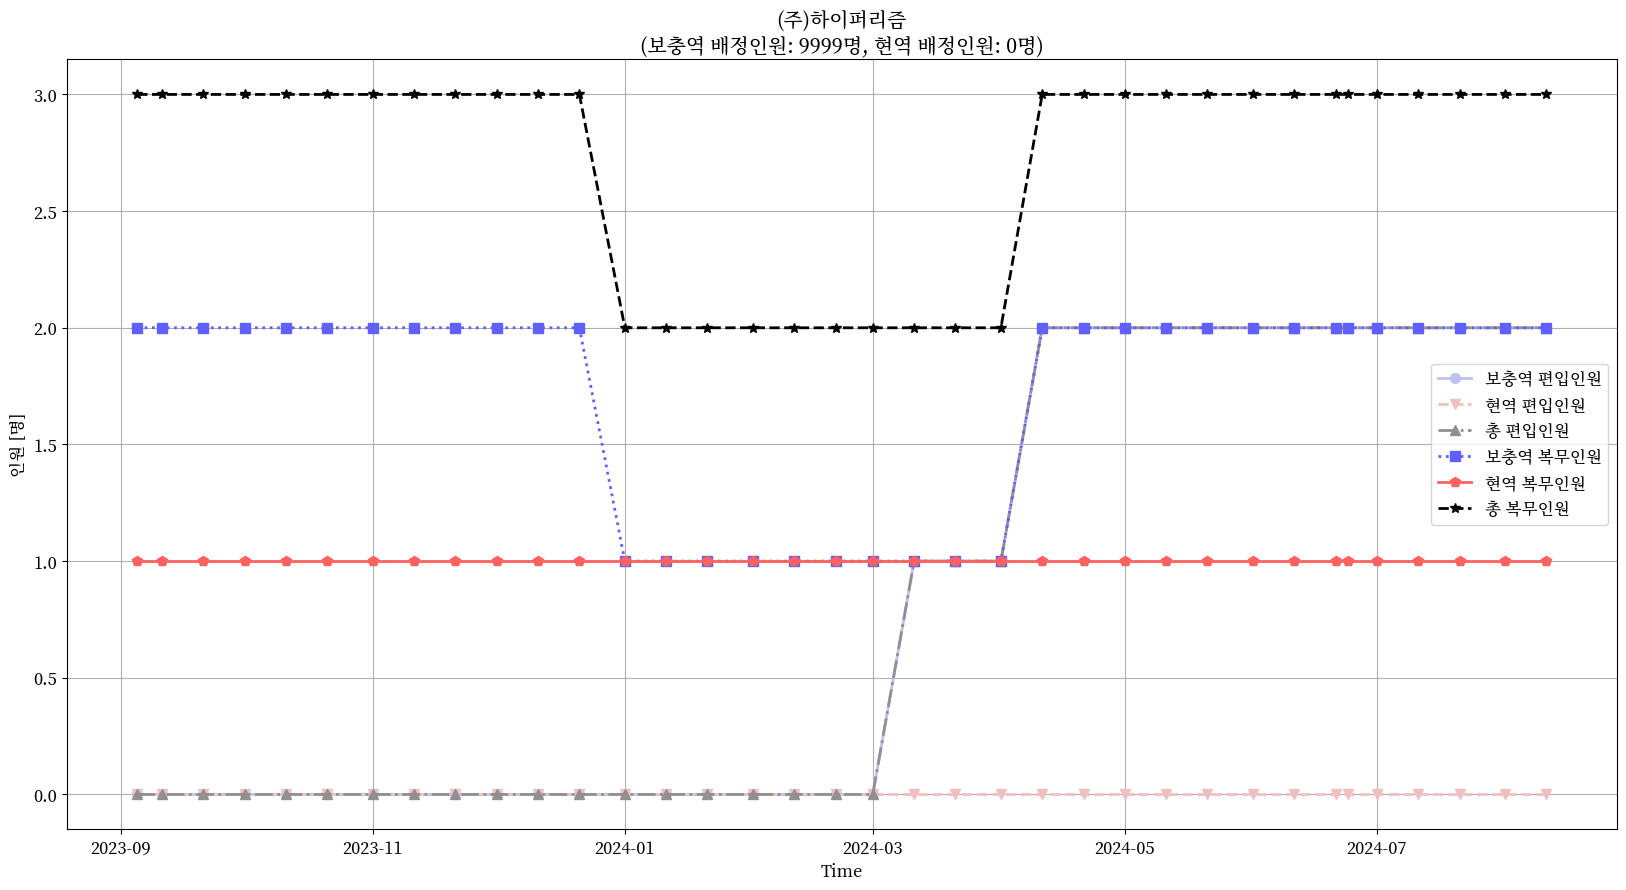 (주)하이퍼리즘
(보충역 배정인원: 9999명, 현역 배정인원: 0명)
인원 [명]
3.0
2.5
2.0
1.5
1.0
0.5
0.0
보충역 편입인원
현역 편입인원
총 편입인원
보충역 복무인원
현역 복무인원
총 복무인원
2023-09 2023-11 2024-01 2024-03 2024-05 2024-07
Time